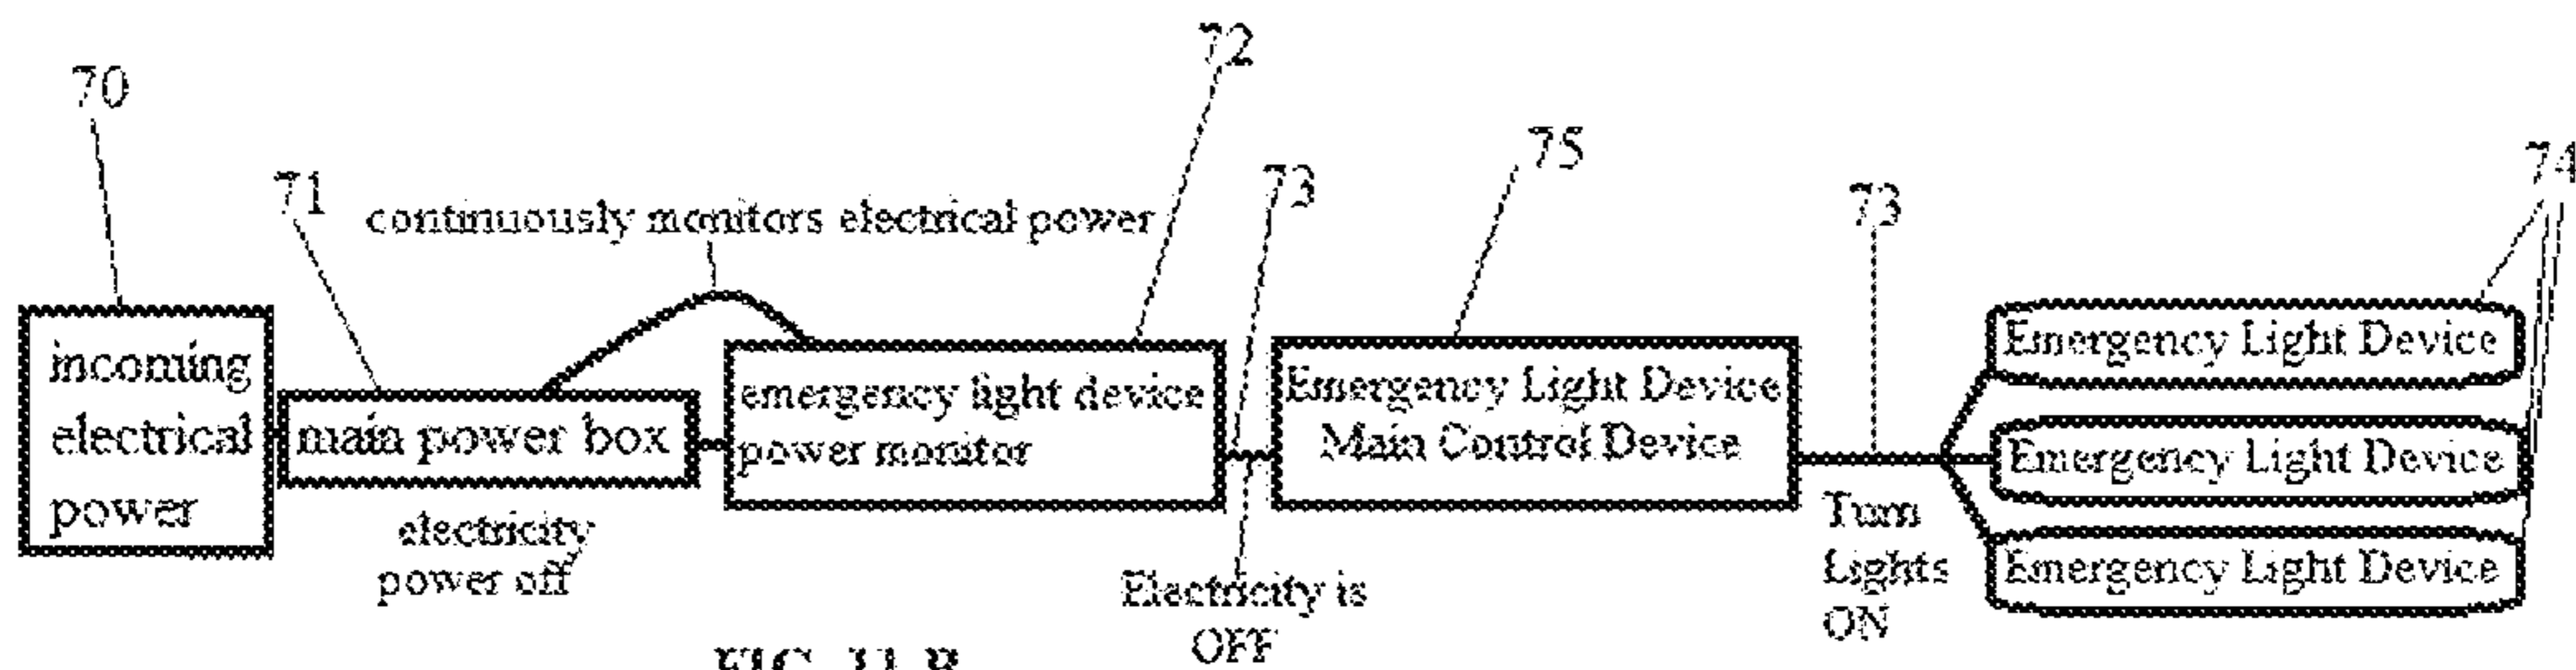 70
71
72
73
75
73
74
continuously monitors electrical power
incoming
electrical
power
main power box
electricity
power off
emergency light device
power monitor
Electricity is
OFF
Emergency Light Device
Main Control Device
Turn
Lights
ON
Emergency Light Device
Emergency Light Device
Emergency Light Device